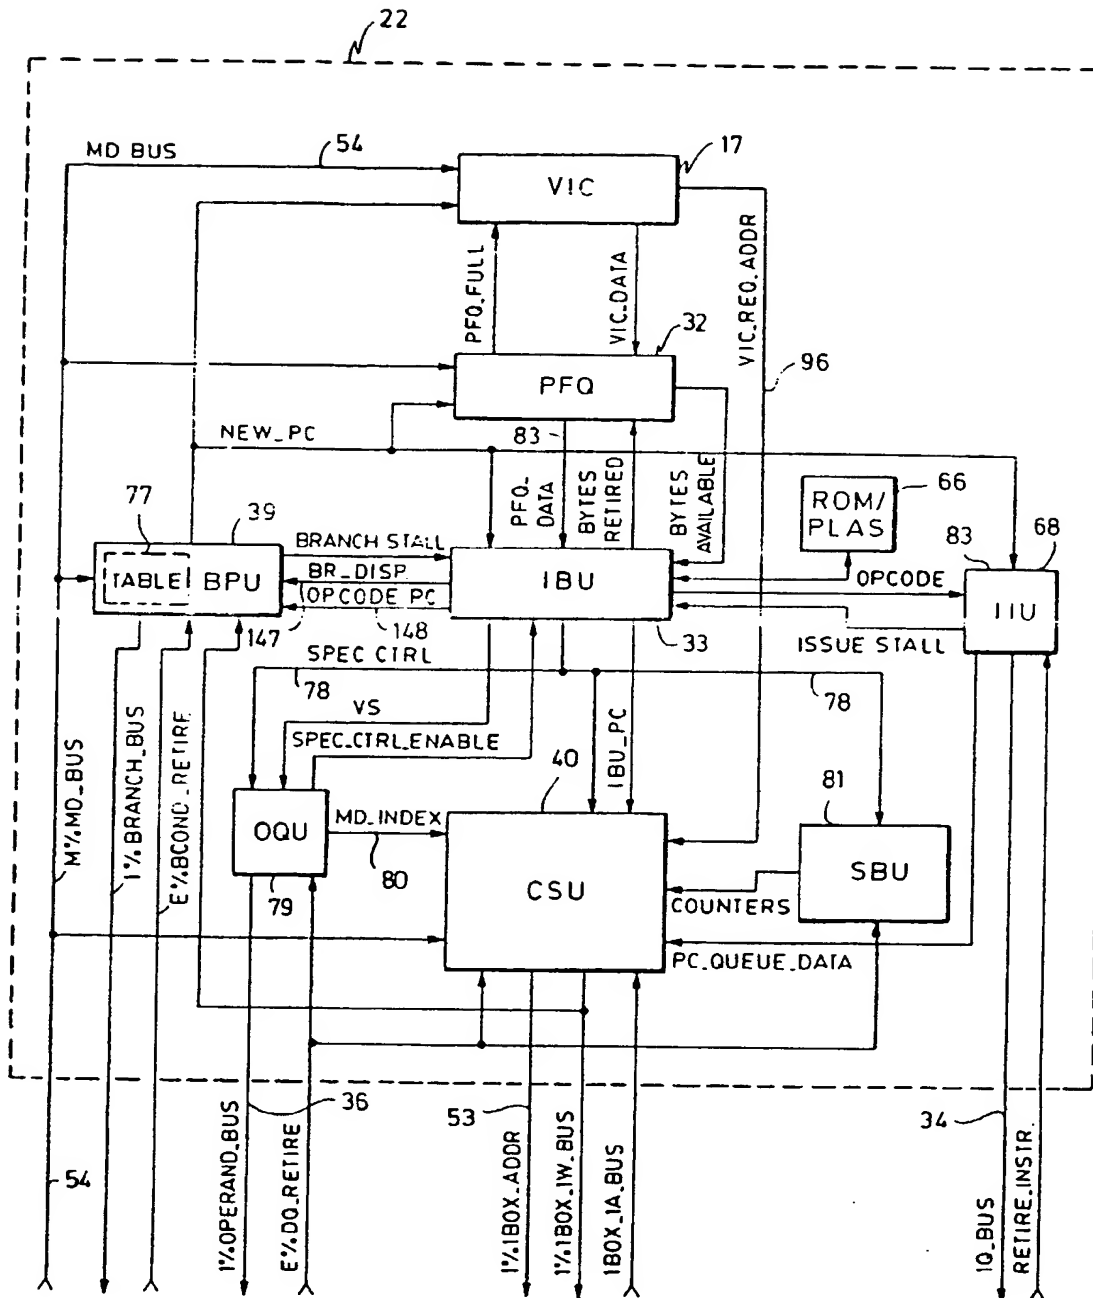 22
MD BUS
54
17
VIC
PFQ_FULL
VIC_DATA
VIC_REQ_ADDR
32
96
PFQ
NEW_PC
83
PFQ_DATA
BYTES RETIRED
BYTES AVAILABLE
66
ROM/
PLAS
77
39
83
68
TABLE
BPU
BRANCH STALL
BR_DISP
OPCODE PC
IBU
OPCODE
IIU
147
148
33
ISSUE STALL
SPEC CTRL
78
78
VS
SPEC_CTRL_ENABLE
IBU_PC
40
81
M%MD_BUS
I%BRANCH_BUS
E%BCOND_RETIRE
OQU
MD_INDEX
80
79
CSU
SBU
COUNTERS
PC_QUEUE_DATA
36
53
34
54
I%OPERAND_BUS
E%DQ_RETIRE
I%IBOX_ADDR
I%IBOX_IW_BUS
IBOX_IA_BUS
IQ_BUS
RETIRE_INSTR.